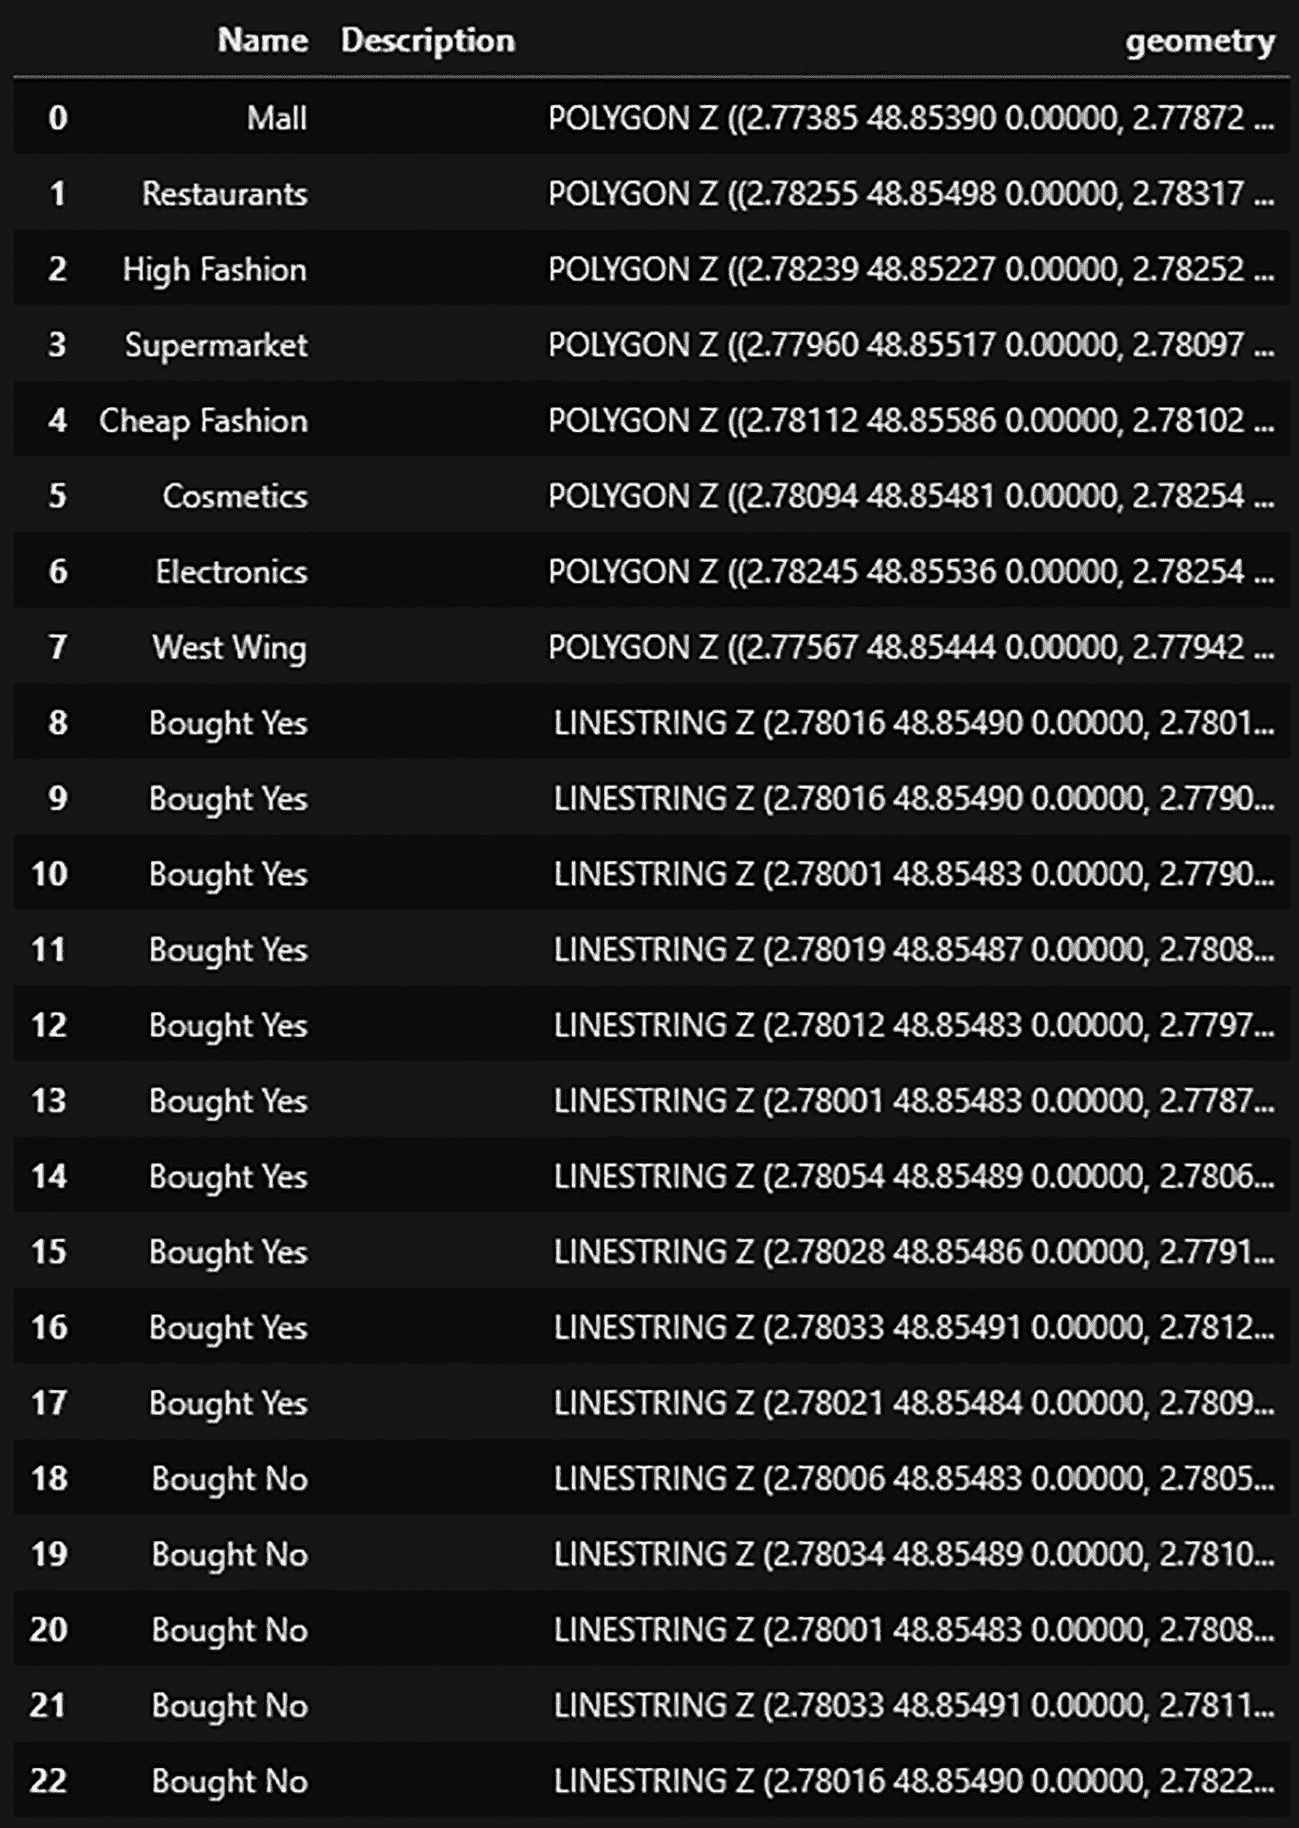 Name Description geometry
0 Mall POLYGON Z ((2.77385 48.85390 0.00000, 2.77872 ...
1 Restaurants POLYGON Z ((2.78255 48.85498 0.00000, 2.78317 ...
2 High Fashion POLYGON Z ((2.78239 48.85227 0.00000, 2.78252 ...
3 Supermarket POLYGON Z ((2.77960 48.85517 0.00000, 2.78097 ...
4 Cheap Fashion POLYGON Z ((2.78112 48.85586 0.00000, 2.78102 ...
5 Cosmetics POLYGON Z ((2.78094 48.85481 0.00000, 2.78254 ...
6 Electronics POLYGON Z ((2.78245 48.85536 0.00000, 2.78254 ...
7 West Wing POLYGON Z ((2.77567 48.85444 0.00000, 2.77942 ...
8 Bought Yes LINESTRING Z (2.78016 48.85490 0.00000, 2.7801...
9 Bought Yes LINESTRING Z (2.78016 48.85490 0.00000, 2.7790...
10 Bought Yes LINESTRING Z (2.78001 48.85483 0.00000, 2.7790...
11 Bought Yes LINESTRING Z (2.78019 48.85487 0.00000, 2.7808...
12 Bought Yes LINESTRING Z (2.78012 48.85483 0.00000, 2.7797...
13 Bought Yes LINESTRING Z (2.78001 48.85483 0.00000, 2.7787...
14 Bought Yes LINESTRING Z (2.78054 48.85489 0.00000, 2.7806...
15 Bought Yes LINESTRING Z (2.78028 48.85486 0.00000, 2.7791...
16 Bought Yes LINESTRING Z (2.78033 48.85491 0.00000, 2.7812...
17 Bought Yes LINESTRING Z (2.78021 48.85484 0.00000, 2.7809...
18 Bought No LINESTRING Z (2.78006 48.85483 0.00000, 2.7805...
19 Bought No LINESTRING Z (2.78034 48.85489 0.00000, 2.7810...
20 Bought No LINESTRING Z (2.78001 48.85483 0.00000, 2.7808...
21 Bought No LINESTRING Z (2.78033 48.85491 0.00000, 2.7811...
22 Bought No LINESTRING Z (2.78016 48.85490 0.00000, 2.7822...